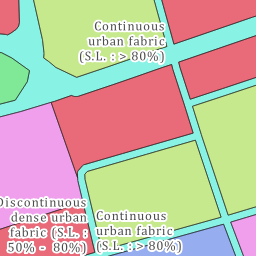 Continuous
urban fabric
(S.L. : > 80%)
Discontinuous
dense urban
fabric (S.L. :
50% - 80%)
Continuous
urban fabric
(S.L. : > 80%)